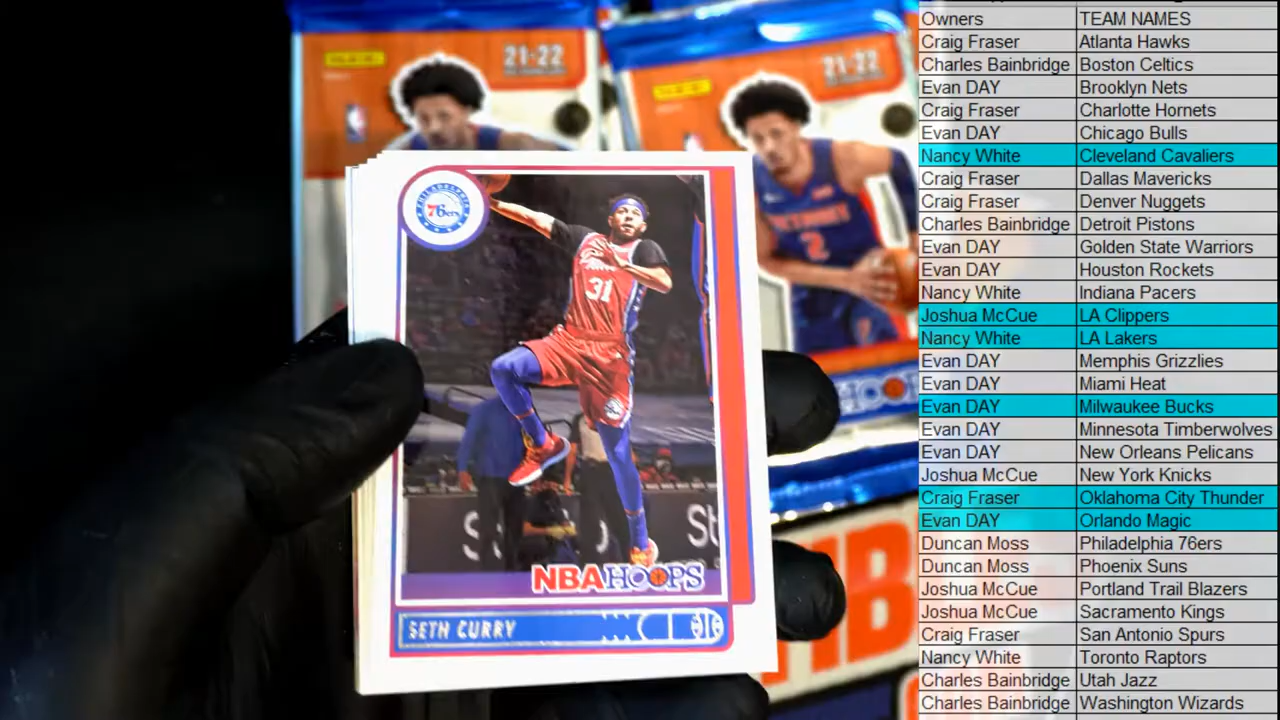 21-22
21-22
PHILADELPHIA
76ers
31
DETROIT
2
HOOPS
NBA HOOPS
SETH CURRY
Owners TEAM NAMES
Craig Fraser Atlanta Hawks
Charles Bainbridge Boston Celtics
Evan DAY Brooklyn Nets
Craig Fraser Charlotte Hornets
Evan DAY Chicago Bulls
Nancy White Cleveland Cavaliers
Craig Fraser Dallas Mavericks
Craig Fraser Denver Nuggets
Charles Bainbridge Detroit Pistons
Evan DAY Golden State Warriors
Evan DAY Houston Rockets
Nancy White Indiana Pacers
Joshua McCue LA Clippers
Nancy White LA Lakers
Evan DAY Memphis Grizzlies
Evan DAY Miami Heat
Evan DAY Milwaukee Bucks
Evan DAY Minnesota Timberwolves
Evan DAY New Orleans Pelicans
Joshua McCue New York Knicks
Craig Fraser Oklahoma City Thunder
Evan DAY Orlando Magic
Duncan Moss Philadelphia 76ers
Duncan Moss Phoenix Suns
Joshua McCue Portland Trail Blazers
Joshua McCue Sacramento Kings
Craig Fraser San Antonio Spurs
Nancy White Toronto Raptors
Charles Bainbridge Utah Jazz
Charles Bainbridge Washington Wizards